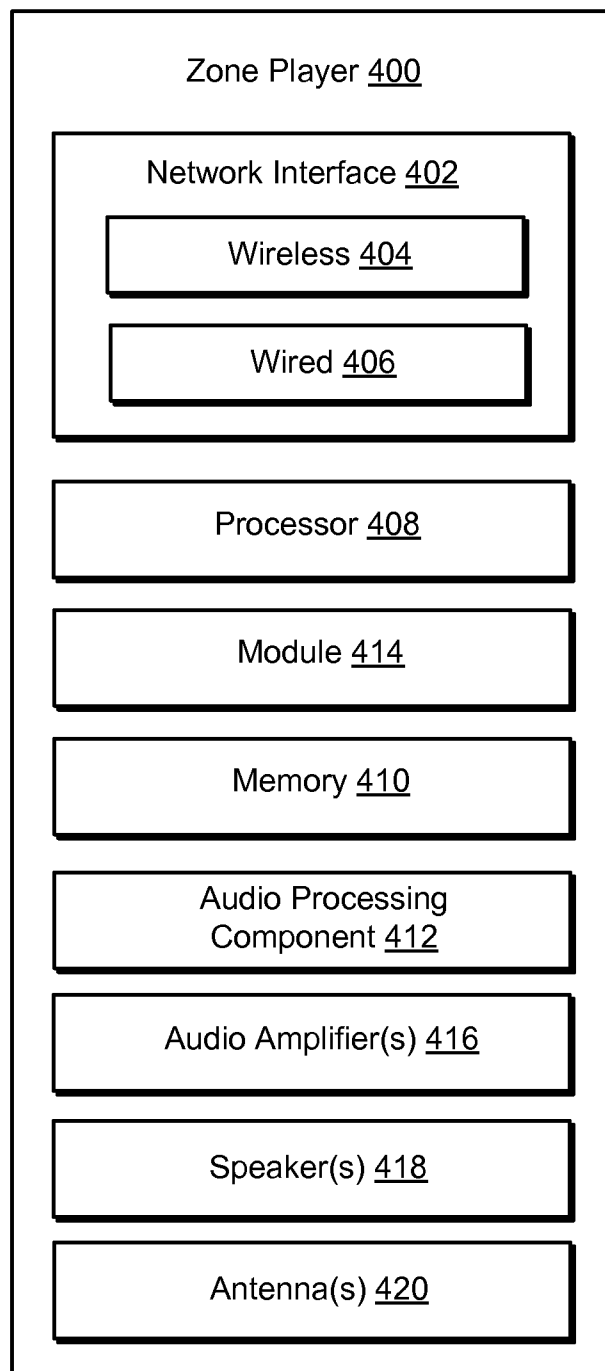 Zone Player 400
Network Interface 402
Wireless 404
Wired 406
Processor 408
Module 414
Memory 410
Audio Processing
Component 412
Audio Amplifier(s) 416
Speaker(s) 418
Antenna(s) 420